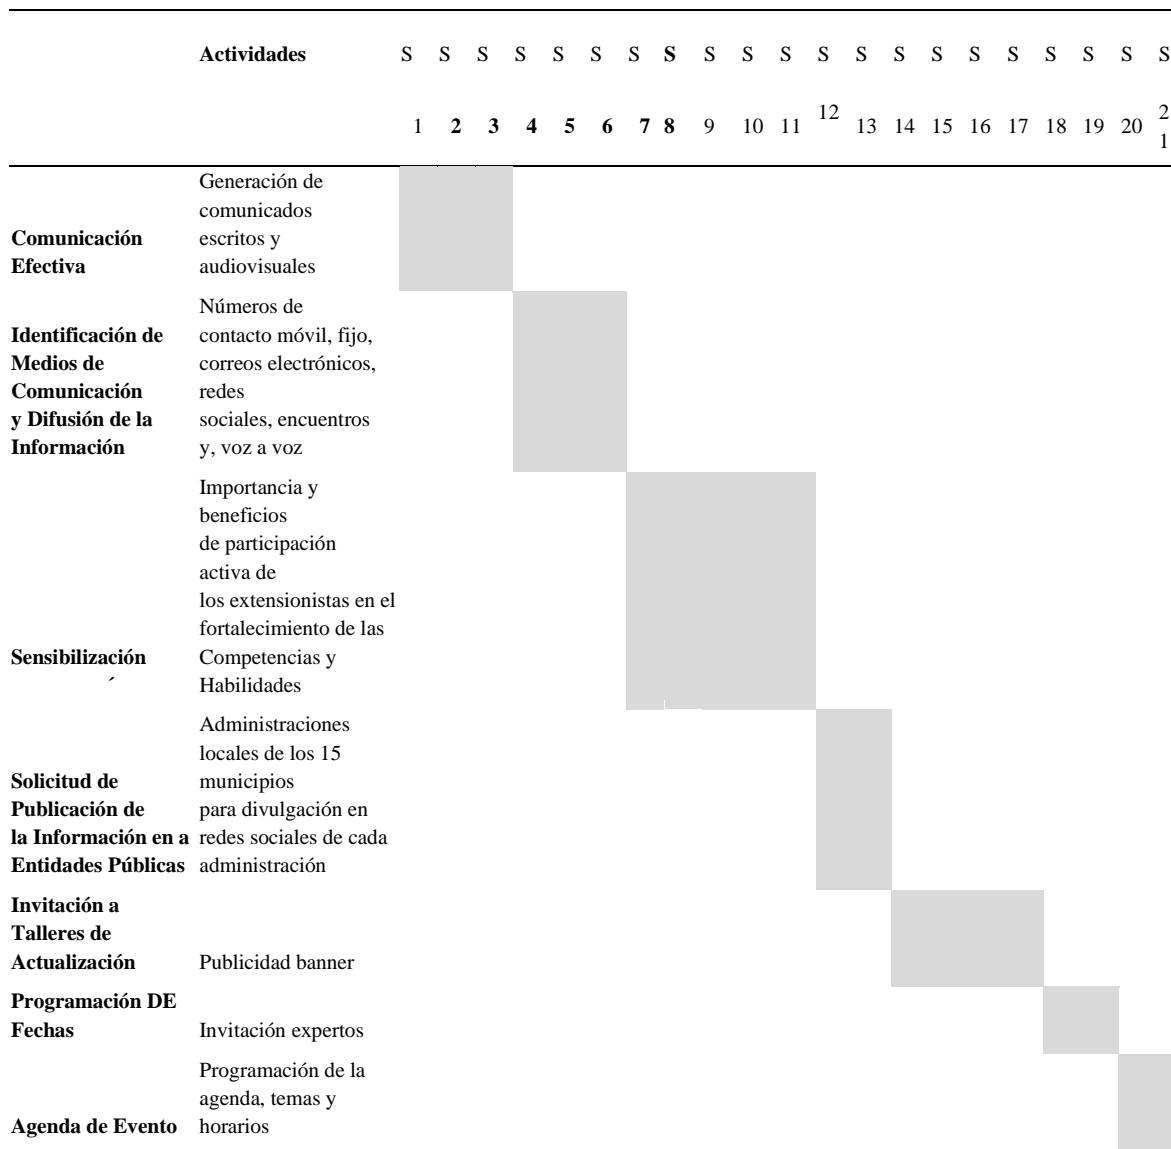 Actividades S S S S S S S S S S S S S S S S S S S S S
1 2 3 4 5 6 7 8 9 10 11 12 13 14 15 16 17 18 19 20 21
Generación de
comunicados
Comunicación escritos y
Efectiva audiovisuales
Números de
Identificación de contacto móvil, fijo,
Medios de correos electrónicos,
Comunicación redes
y Difusión de la sociales, encuentros
Información y, voz a voz
Importancia y
beneficios
de participación
activa de
los extensionistas en el
fortalecimiento de las
Sensibilización Competencias y
´ Habilidades
Administraciones
locales de los 15
Solicitud de municipios
Publicación de para divulgación en
la Información en a redes sociales de cada
Entidades Públicas administración
Invitación a
Talleres de
Actualización Publicidad banner
Programación DE
Fechas Invitación expertos
Programación de la
agenda, temas y
Agenda de Evento horarios